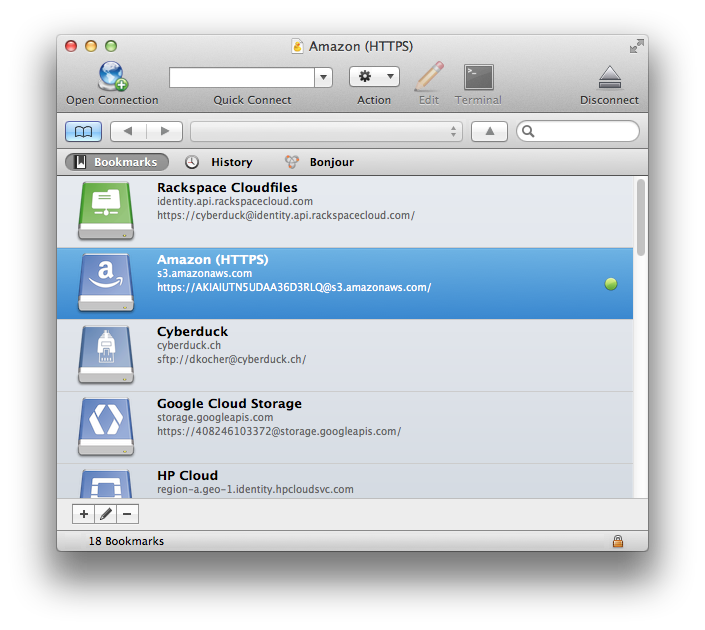 Amazon (HTTPS)
Open Connection
Quick Connect
Action
Edit
Terminal
Disconnect
Bookmarks
History
Bonjour
Rackspace Cloudfiles
identity.api.rackspacecloud.com
https://cyberduck@identity.api.rackspacecloud.com/
Amazon (HTTPS)
s3.amazonaws.com
https://AKIAIUTN5UDAA36D3RLQ@s3.amazonaws.com/
Cyberduck
cyberduck.ch
sftp://dkocher@cyberduck.ch/
Google Cloud Storage
storage.googleapis.com
https://408246103372@storage.googleapis.com/
HP Cloud
region-a.geo-1.identity.hpcloudsvc.com
18 Bookmarks